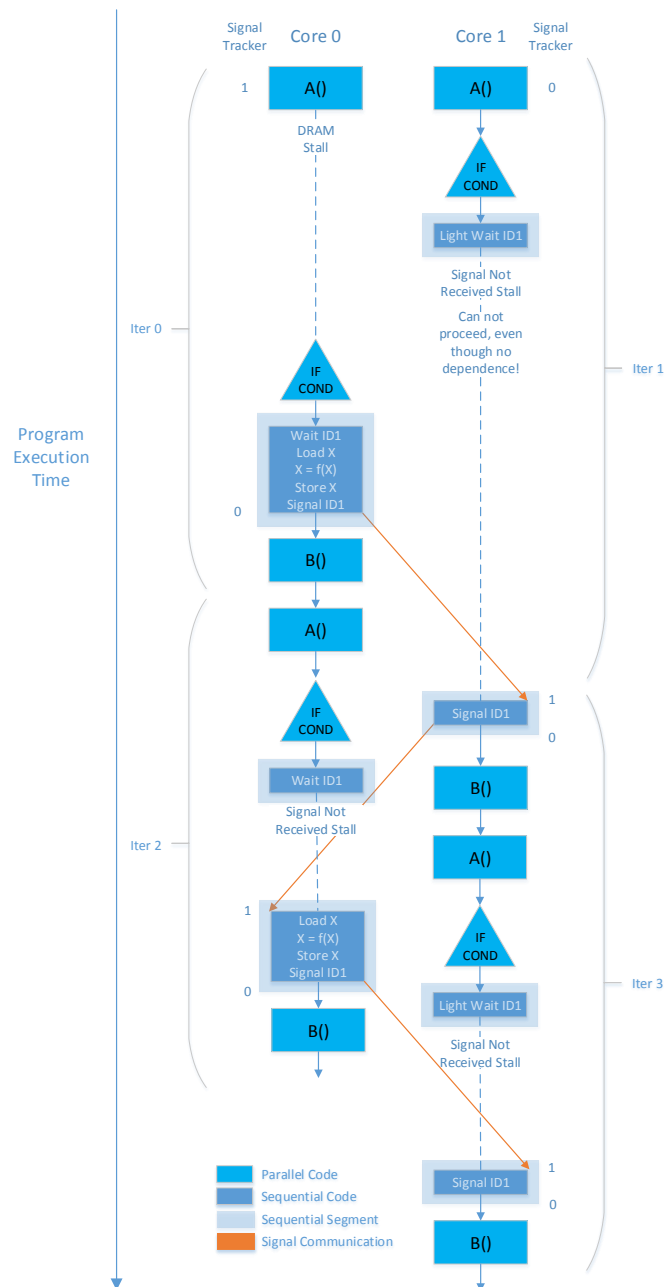 Signal
Tracker
Core 0
Core 1
Signal
Tracker
1
A()
A()
0
DRAM
Stall
IF
COND
Light Wait ID1
Signal Not
Received Stall
Can not
proceed, even
though no
dependence!
Iter 0
Iter 1
IF
COND
Program
Execution
Time
Wait ID1
Load X
X = f(X)
Store X
Signal ID1
0
B()
A()
IF
COND
1
Signal ID1
0
Wait ID1
B()
Signal Not
Received Stall
Iter 2
A()
1
Load X
X = f(X)
Store X
Signal ID1
0
IF
COND
Iter 3
Light Wait ID1
B()
Signal Not
Received Stall
1
Signal ID1
0
B()
Parallel Code
Sequential Code
Sequential Segment
Signal Communication